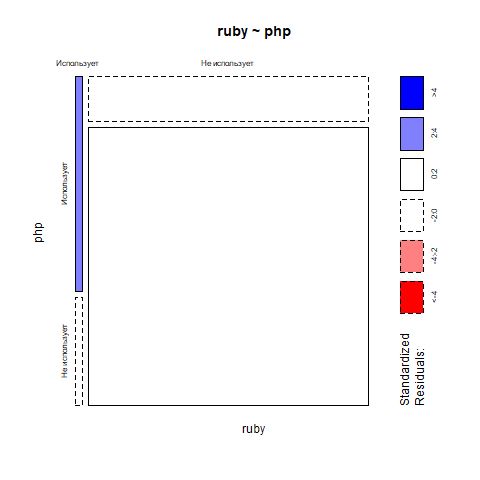 ruby ~ php
Использует
Не использует
Использует
Не использует
php
ruby
>4
2:4
0:2
-2:0
-4:-2
<-4
Standardized
Residuals: